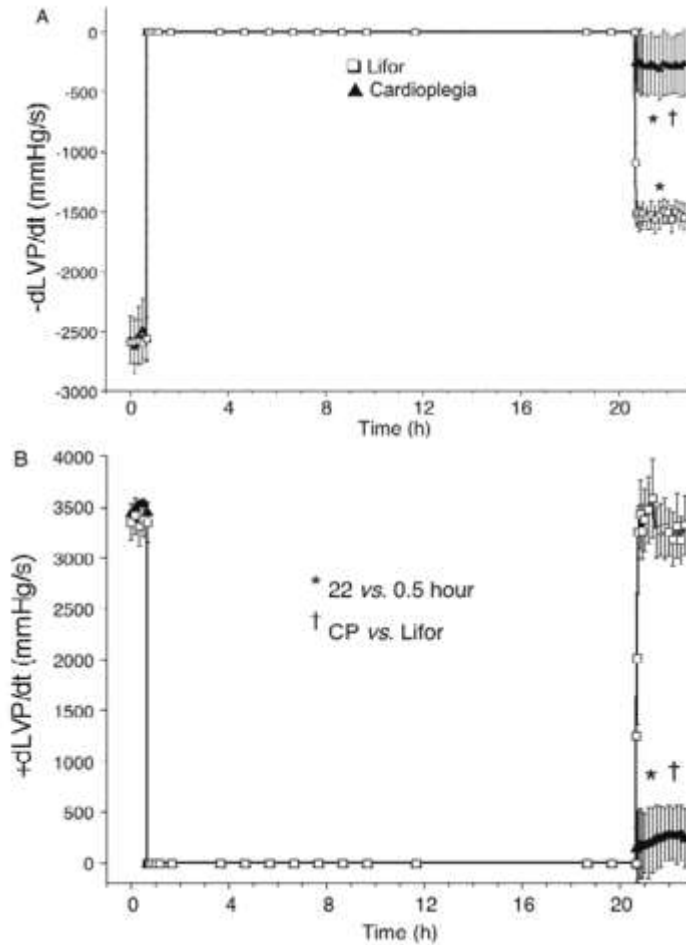 A
0
-500
-1000
-1500
-2000
-2500
-3000
-dLVP/dt (mmHg/s)
Lifor
Cardioplegia
* †
*
0 4 8 12 16 20
Time (h)
B
4000
3500
3000
2500
2000
1500
1000
500
0
+dLVP/dt (mmHg/s)
* 22 vs. 0.5 hour
† CP vs. Lifor
* †
0 4 8 12 16 20
Time (h)